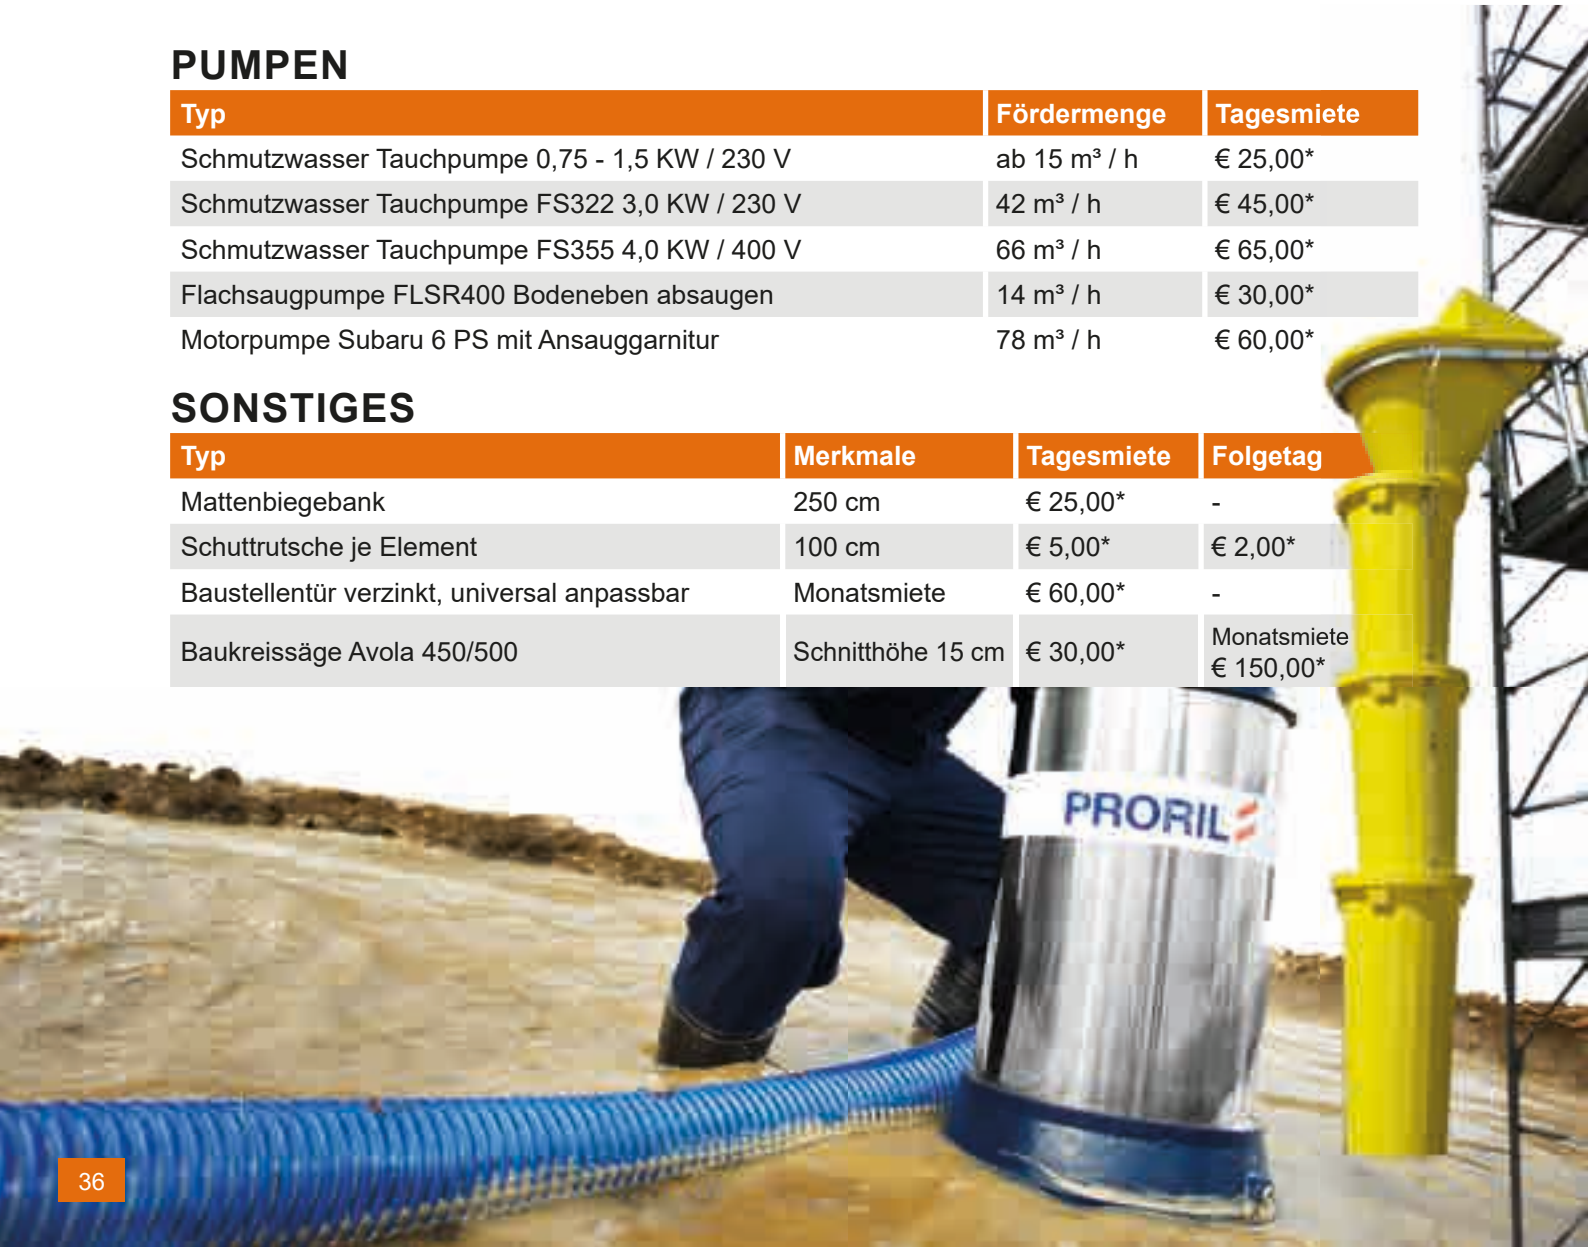 PUMPEN
Typ Fördermenge Tagesmiete
Schmutzwasser Tauchpumpe 0,75 - 1,5 KW / 230 V ab 15 m³ / h € 25,00*
Schmutzwasser Tauchpumpe FS322 3,0 KW / 230 V 42 m³ / h € 45,00*
Schmutzwasser Tauchpumpe FS355 4,0 KW / 400 V 66 m³ / h € 65,00*
Flachsaugpumpe FLSR400 Bodeneben absaugen 14 m³ / h € 30,00*
Motorpumpe Subaru 6 PS mit Ansauggarnitur 78 m³ / h € 60,00*
SONSTIGES
Typ Merkmale Tagesmiete Folgetag
Mattenbiegebank 250 cm € 25,00* -
Schuttrutsche je Element 100 cm € 5,00* € 2,00*
Baustellentür verzinkt, universal anpassbar Monatsmiete € 60,00* -
Baukreissäge Avola 450/500 Schnitthöhe 15 cm € 30,00* Monatsmiete
€ 150,00*
PRORIL
36